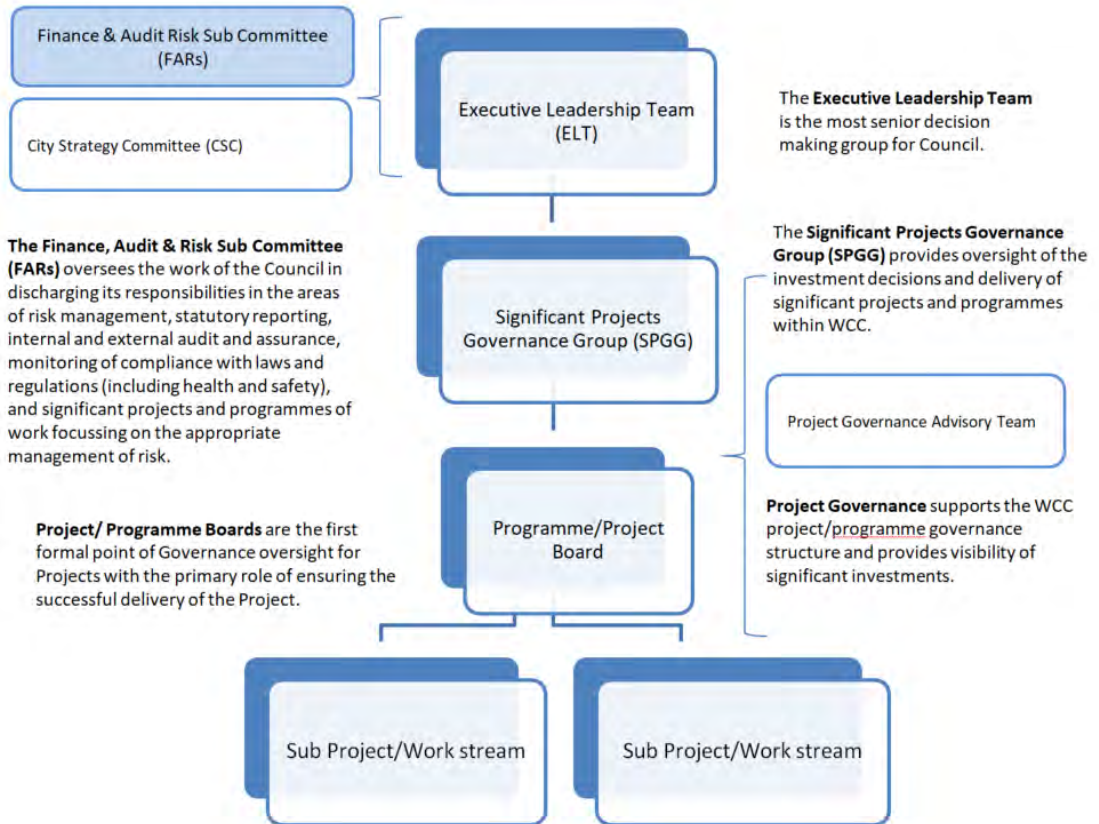 Finance & Audit Risk Sub Committee
(FARs)
City Strategy Committee (CSC)
Executive Leadership Team
(ELT)
The Executive Leadership Team
is the most senior decision
making group for Council.
The Finance, Audit & Risk Sub Committee
(FARs) oversees the work of the Council in
discharging its responsibilities in the areas
of risk management, statutory reporting,
internal and external audit and assurance,
monitoring of compliance with laws and
regulations (including health and safety),
and significant projects and programmes of
work focussing on the appropriate
management of risk.
Significant Projects
Governance Group (SPGG)
The Significant Projects Governance
Group (SPGG) provides oversight of the
investment decisions and delivery of
significant projects and programmes
within WCC.
Project Governance Advisory Team
Project/ Programme Boards are the first
formal point of Governance oversight for
Projects with the primary role of ensuring the
successful delivery of the Project.
Programme/Project
Board
Project Governance supports the WCC
project/programme governance
structure and provides visibility of
significant investments.
Sub Project/Work stream
Sub Project/Work stream